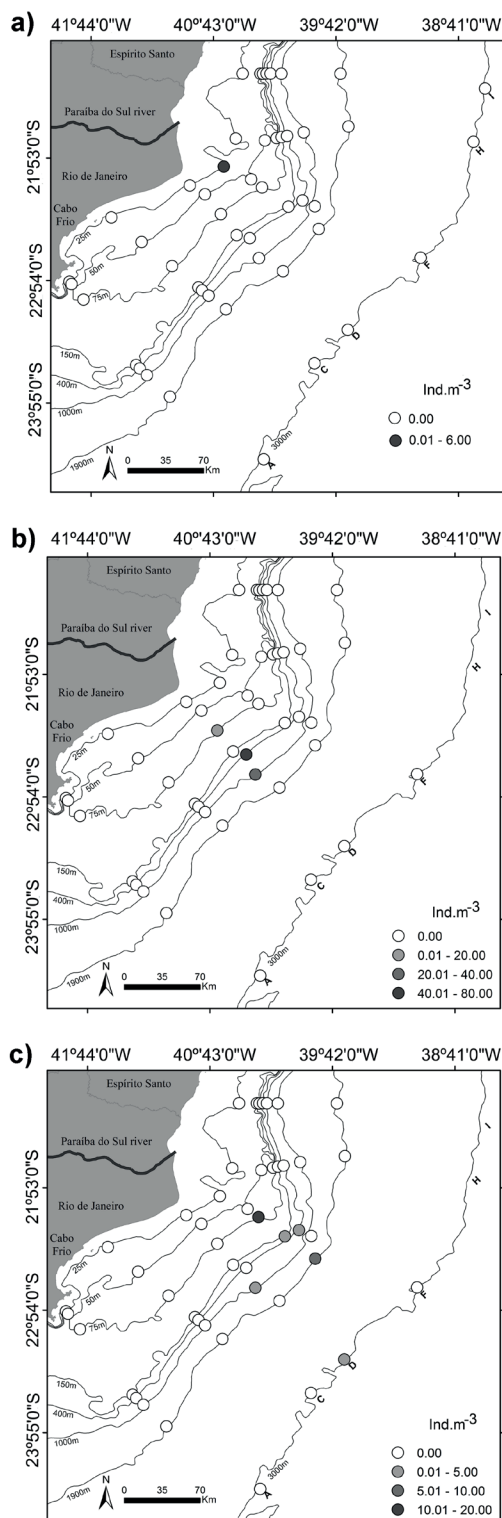 a)
41°44'0"W 40°43'0"W 39°42'0"W 38°41'0"W
Espírito Santo
Paraíba do Sul river
21°53'0"S
Rio de Janeiro
Cabo
Frio
I
H
F
D
C
A
25m
50m
75m
22°54'0"S
150m
400m
1000m
23°55'0"S
1900m
3000m
N
0 35 70
Km
Ind.m-3
0.00
0.01 - 6.00
b)
41°44'0"W 40°43'0"W 39°42'0"W 38°41'0"W
Espírito Santo
Paraíba do Sul river
21°53'0"S
Rio de Janeiro
Cabo
Frio
I
H
F
D
C
A
25m
50m
75m
22°54'0"S
150m
400m
1000m
23°55'0"S
1900m
3000m
N
0 35 70
Km
Ind.m-3
0.00
0.01 - 20.00
20.01 - 40.00
40.01 - 80.00
c)
41°44'0"W 40°43'0"W 39°42'0"W 38°41'0"W
Espírito Santo
Paraíba do Sul river
21°53'0"S
Rio de Janeiro
Cabo
Frio
I
H
F
D
C
A
25m
50m
75m
22°54'0"S
150m
400m
1000m
23°55'0"S
1900m
3000m
N
0 35 70
Km
Ind.m-3
0.00
0.01 - 5.00
5.01 - 10.00
10.01 - 20.00